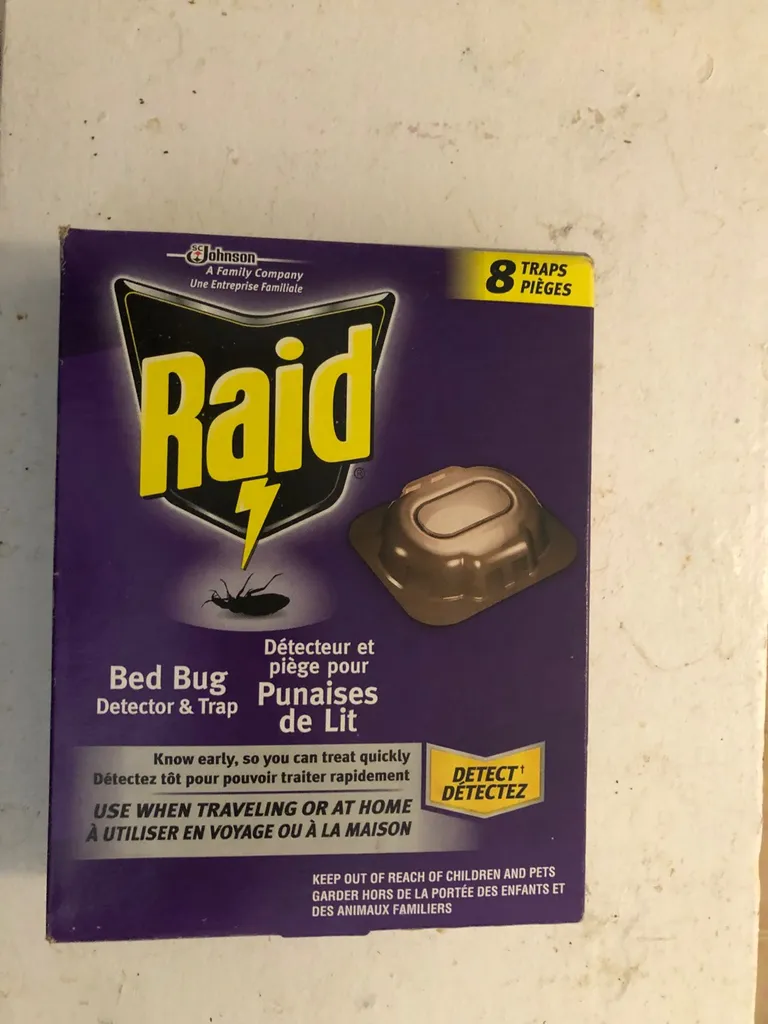 SC Johnson
A Family Company
Une Entreprise Familiale
8 TRAPS
PIÈGES
Raid®
Bed Bug
Detector & Trap
Détecteur et
piège pour
Punaises
de Lit
Know early, so you can treat quickly
Détectez tôt pour pouvoir traiter rapidement
USE WHEN TRAVELING OR AT HOME
À UTILISER EN VOYAGE OU À LA MAISON
DETECT†
DÉTECTEZ
KEEP OUT OF REACH OF CHILDREN AND PETS
GARDER HORS DE LA PORTÉE DES ENFANTS ET
DES ANIMAUX FAMILIERS